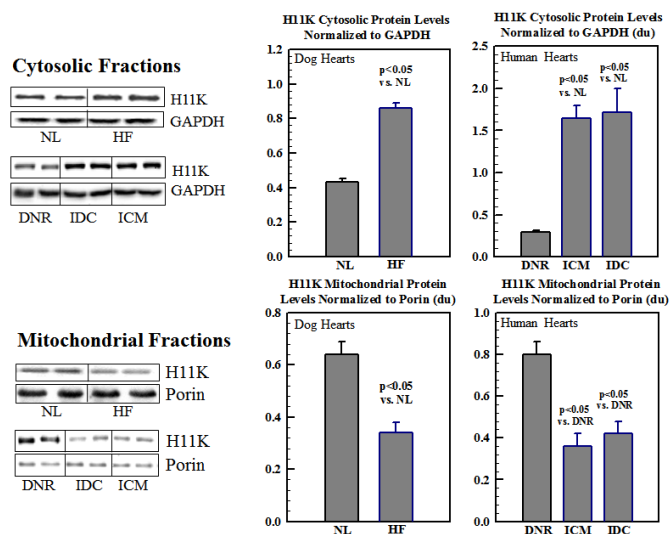 Cytosolic Fractions
H11K
GAPDH
NL HF
H11K
GAPDH
DNR IDC ICM
H11K Cytosolic Protein Levels
Normalized to GAPDH
Dog Hearts
1.2
1.0
0.8
0.6
0.4
0.2
0.0
p<0.05
vs. NL
NL HF
H11K Cytosolic Protein Levels
Normalized to GAPDH (du)
Human Hearts
2.5
2.0
1.5
1.0
0.5
0.0
p<0.05
vs. NL
p<0.05
vs. NL
DNR ICM IDC
Mitochondrial Fractions
H11K
Porin
NL HF
H11K
Porin
DNR IDC ICM
H11K Mitochondrial Protein
Levels Normalized to Porin (du)
Dog Hearts
0.8
0.6
0.4
0.2
0.0
p<0.05
vs. NL
NL HF
H11K Mitochondrial Protein
Levels Normalized to Porin (du)
Human Hearts
1.0
0.8
0.6
0.4
0.2
0.0
p<0.05
vs. DNR
p<0.05
vs. DNR
DNR ICM IDC